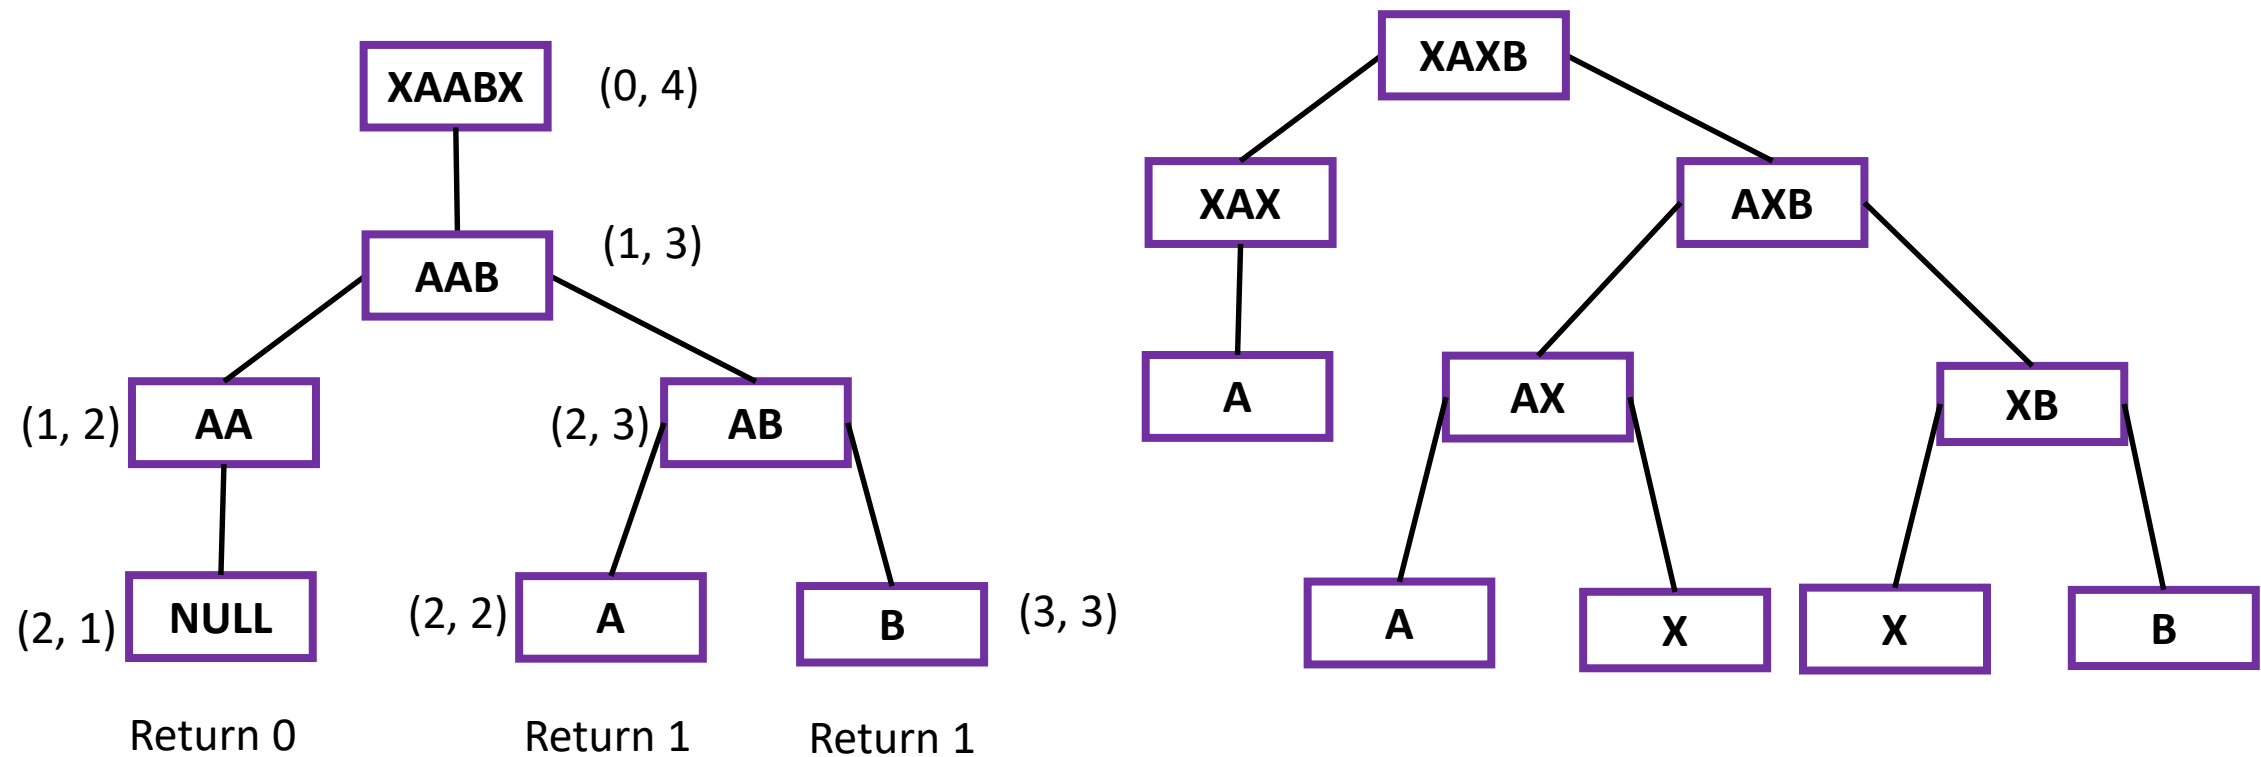 XAABX
(0, 4)
AAB
(1, 3)
(1, 2)
AA
(2, 3)
AB
(2, 1)
NULL
(2, 2)
A
B
(3, 3)
Return 0
Return 1
Return 1
XAXB
XAX
AXB
A
AX
XB
A
X
X
B